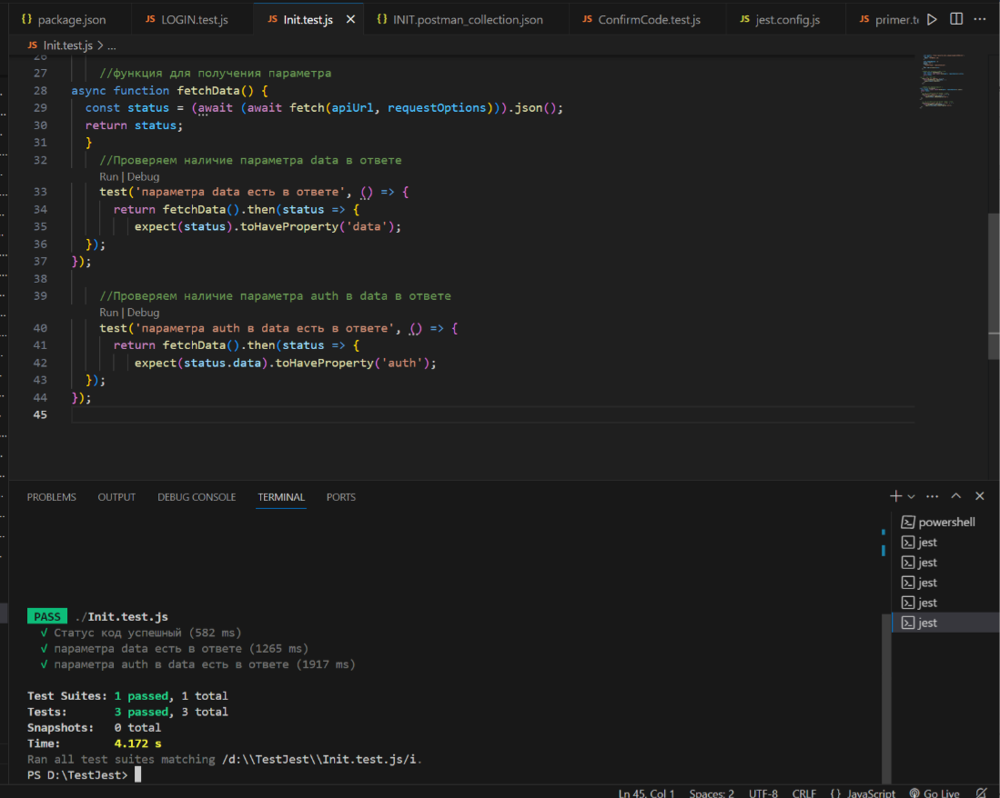 {} package.json JS LOGIN.test.js JS Init.test.js {} INIT.postman_collection.json JS ConfirmCode.test.js JS jest.config.js JS primer.te
JS Init.test.js > ...
26
27 //функция для получения параметра
28 async function fetchData() {
29 const status = (await (await fetch(apiUrl, requestOptions))).json();
30 return status;
31 }
32 //Проверяем наличие параметра data в ответе
Run | Debug
33 test('параметра data есть в ответе', () => {
34 return fetchData().then(status => {
35 expect(status).toHaveProperty('data');
36 });
37 });
38
39 //Проверяем наличие параметра auth в data в ответе
Run | Debug
40 test('параметра auth в data есть в ответе', () => {
41 return fetchData().then(status => {
42 expect(status.data).toHaveProperty('auth');
43 });
44 });
45
PROBLEMS OUTPUT DEBUG CONSOLE TERMINAL PORTS
powershell
jest
jest
jest
jest
jest
PASS ./Init.test.js
√ Статус код успешный (582 ms)
√ параметра data есть в ответе (1265 ms)
√ параметра auth в data есть в ответе (1917 ms)
Test Suites: 1 passed, 1 total
Tests: 3 passed, 3 total
Snapshots: 0 total
Time: 4.172 s
Ran all test suites matching /d:\\TestJest\\Init.test.js/i.
PS D:\TestJest>
Ln 45, Col 1 Spaces: 2 UTF-8 CRLF {} JavaScript Go Live